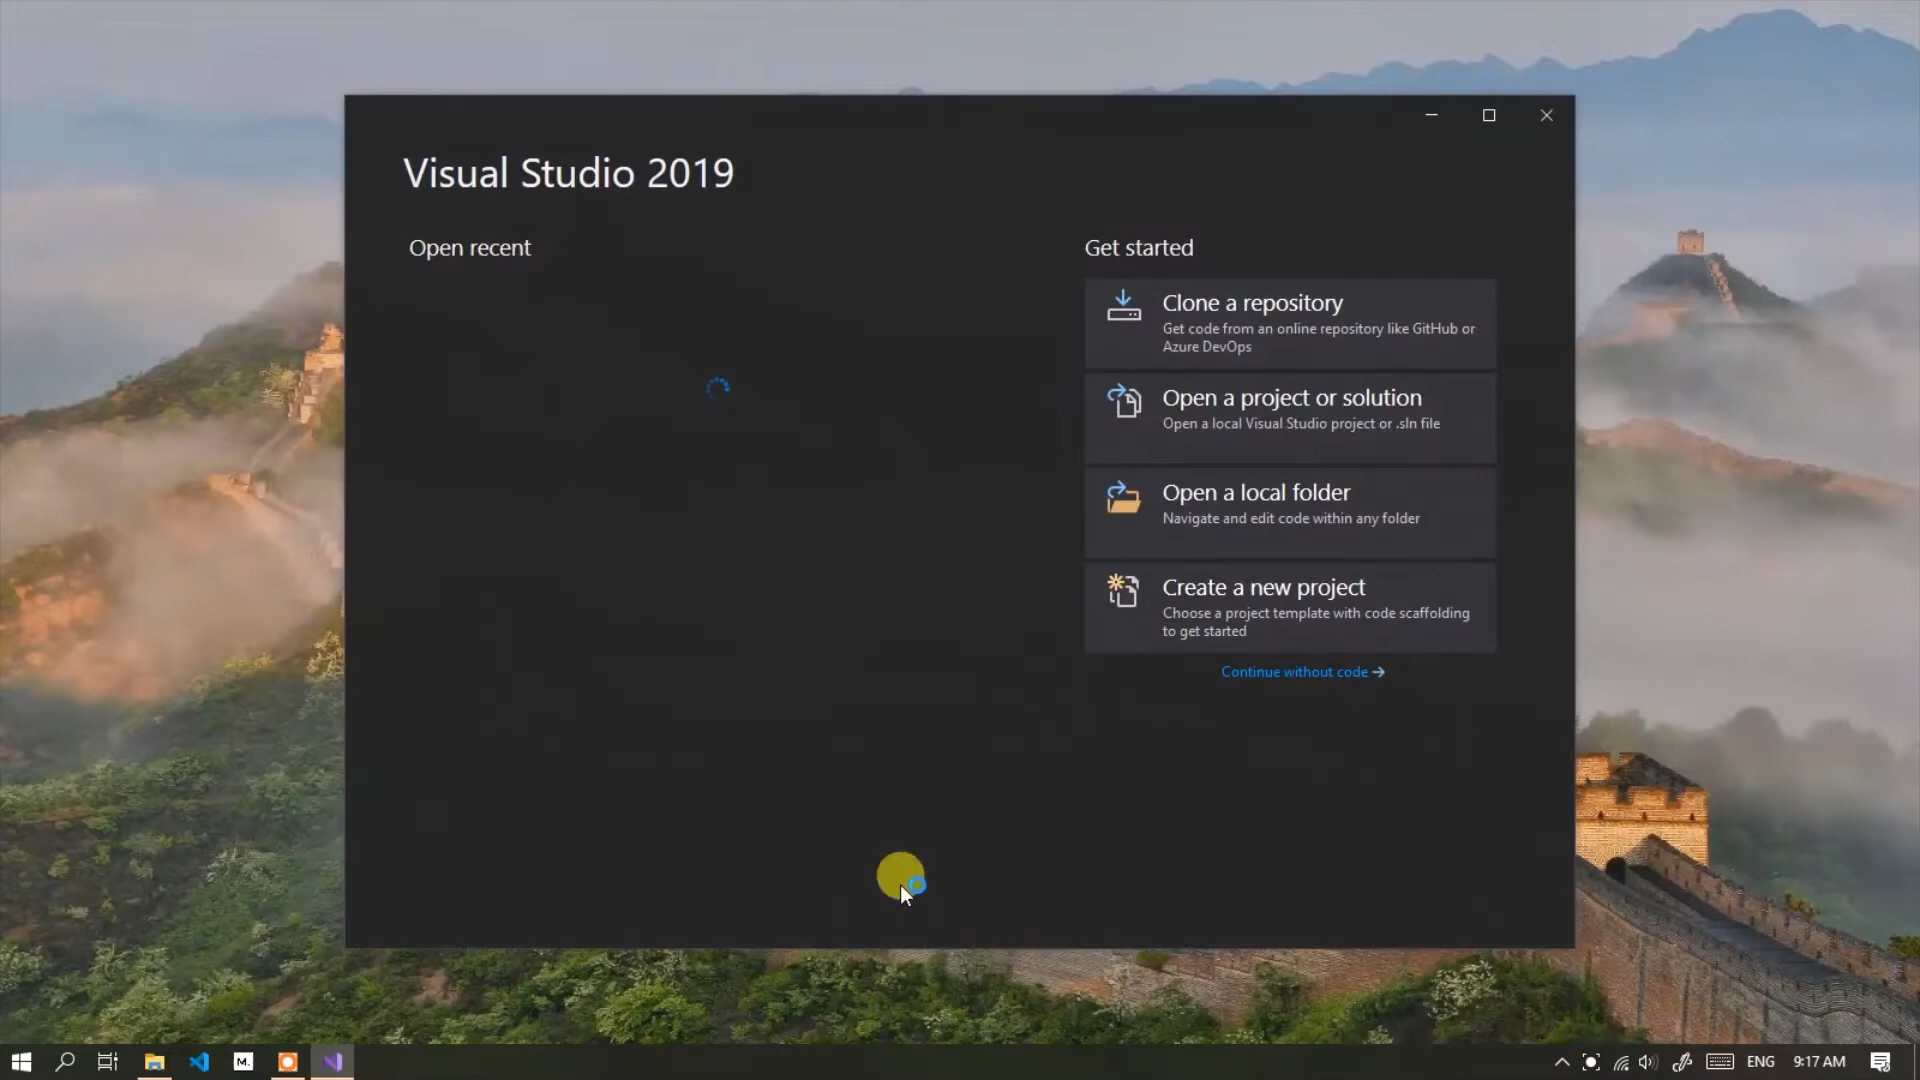 Visual Studio 2019
Open recent
Get started
Clone a repository
Get code from an online repository like GitHub or
Azure DevOps
Open a project or solution
Open a local Visual Studio project or .sln file
Open a local folder
Navigate and edit code within any folder
Create a new project
Choose a project template with code scaffolding
to get started
Continue without code →
M.
ENG
9:17 AM